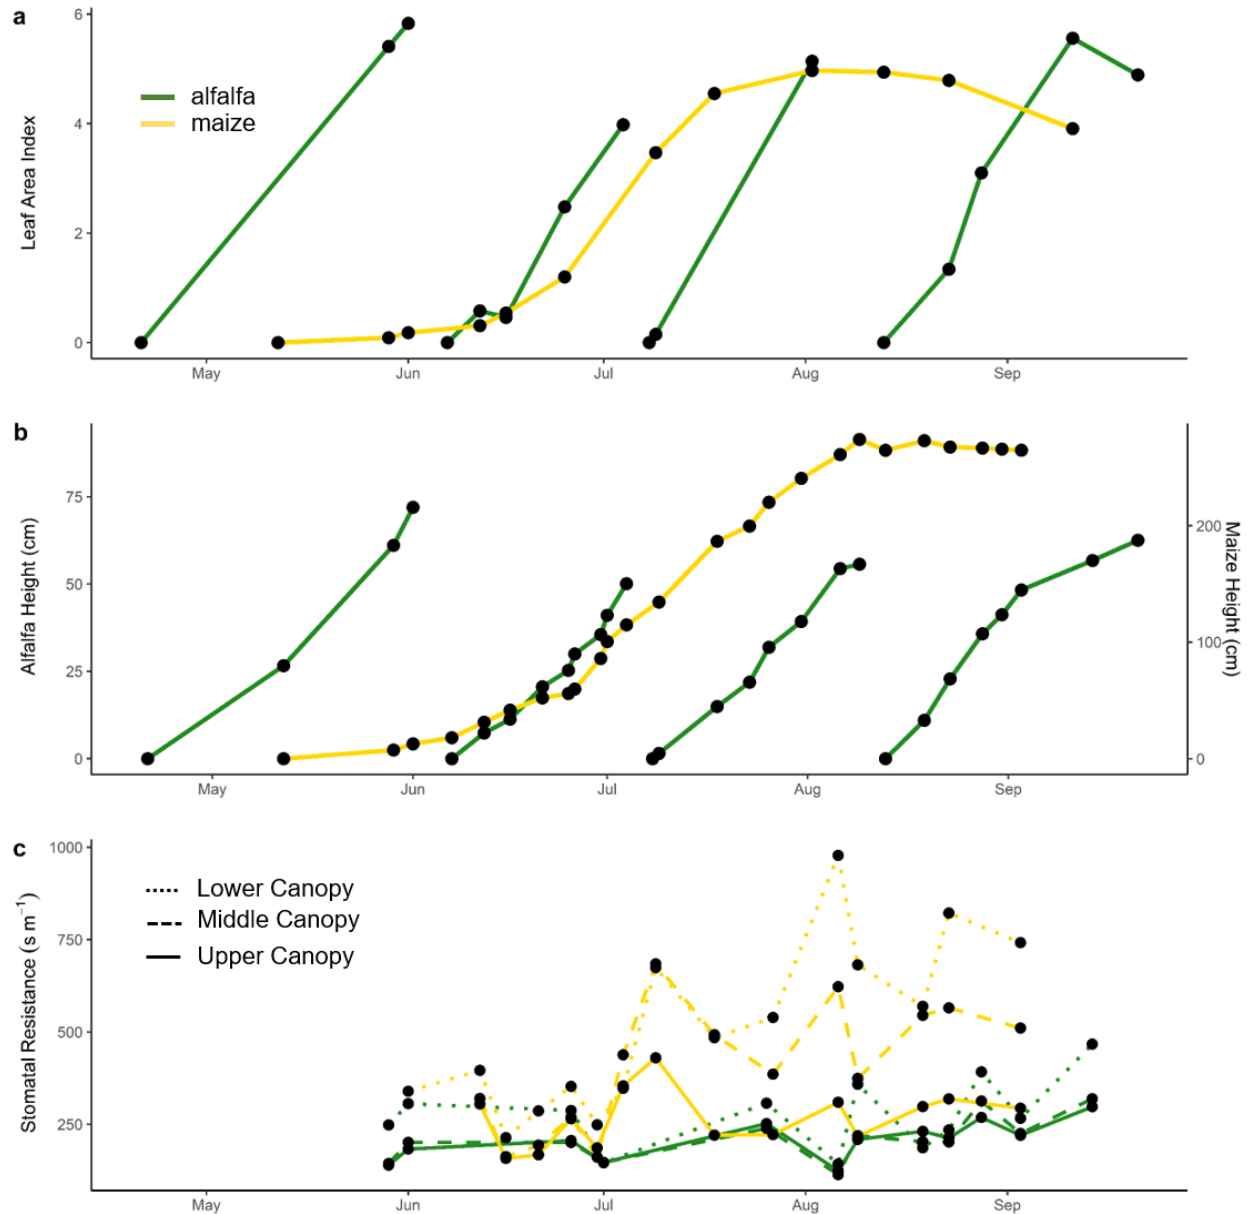 a
6
4
2
0
Leaf Area Index
alfalfa
maize
May Jun Jul Aug Sep
b
75
50
25
0
Alfalfa Height (cm)
200
100
0
Maize Height (cm)
May Jun Jul Aug Sep
c
1000
750
500
250
Stomatal Resistance (s m⁻¹)
Lower Canopy
Middle Canopy
Upper Canopy
May Jun Jul Aug Sep